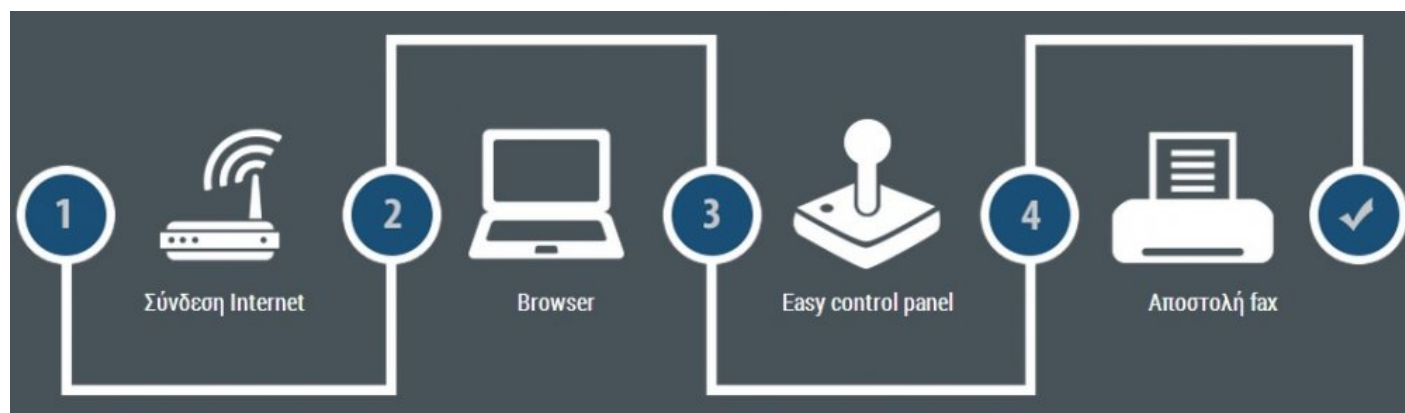 1
2
3
4
Σύνδεση Internet
Browser
Easy control panel
Αποστολή fax